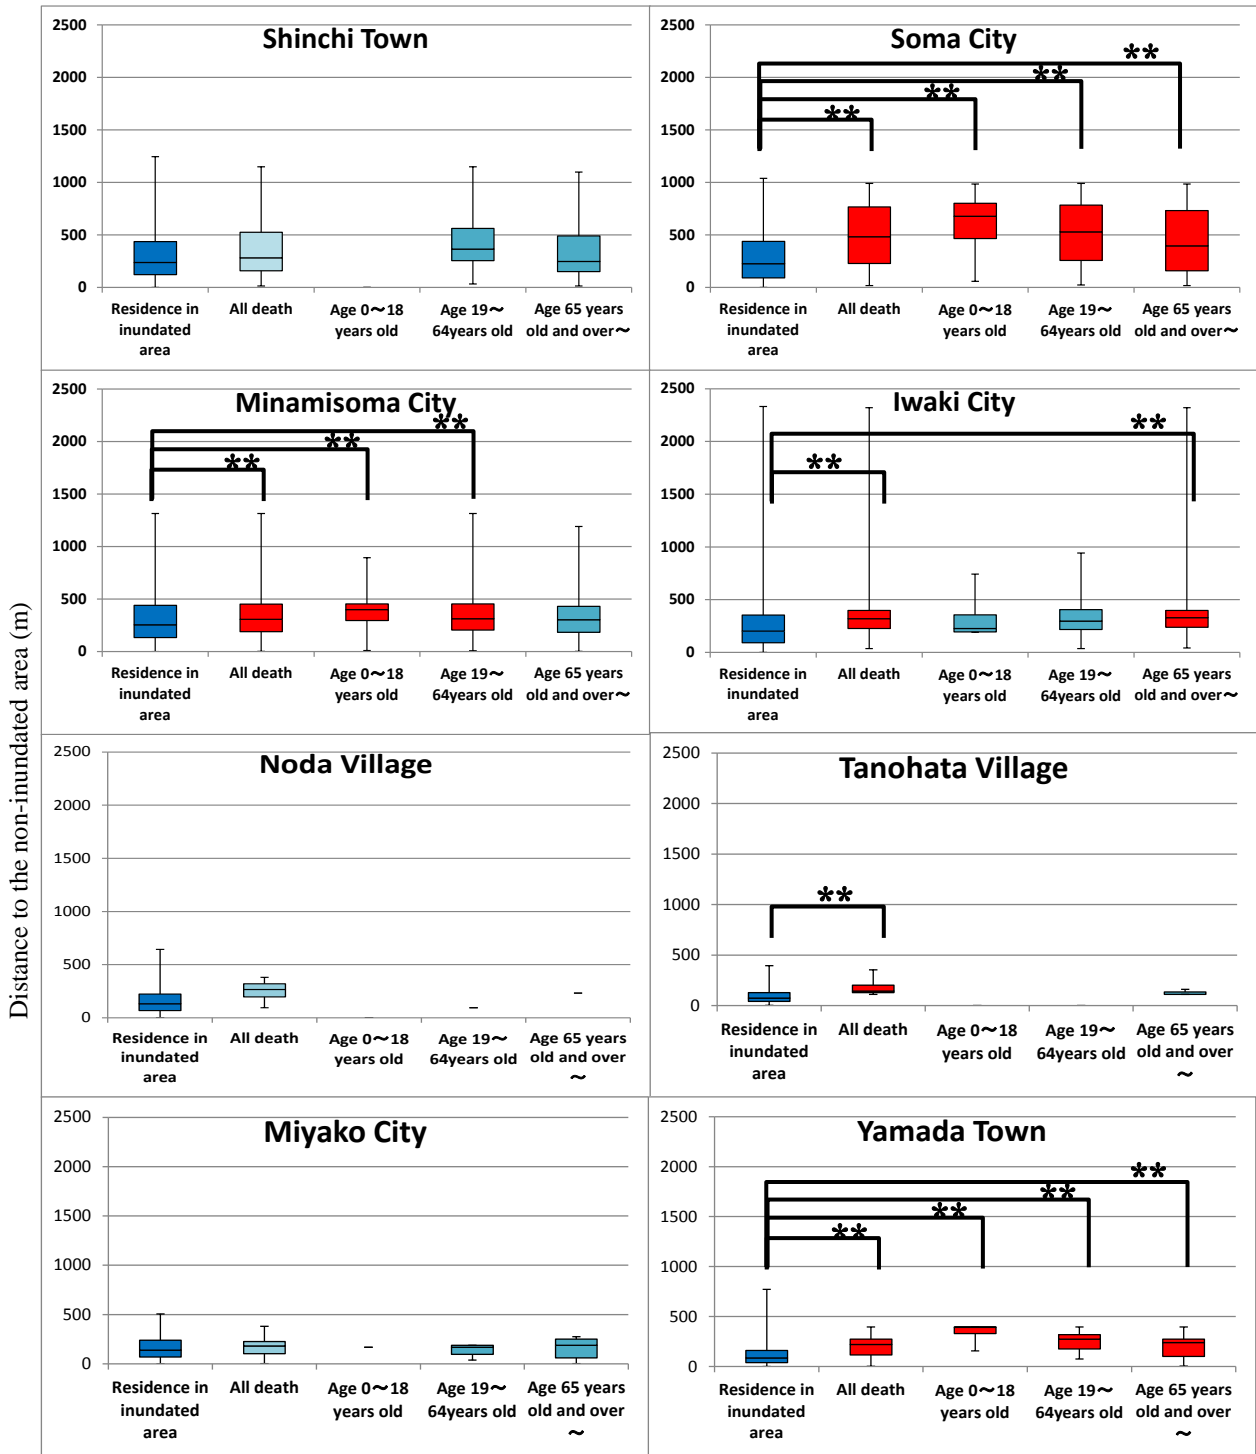 Distance to the non-inundated area (m)
Shinchi Town
2500
2000
1500
1000
500
0
Residence in
inundated
area
All death
Age 0~18
years old
Age 19~
64years old
Age 65 years
old and over~
Soma City
2500
2000
1500
1000
500
0
**
**
**
**
Residence in
inundated
area
All death
Age 0~18
years old
Age 19~
64years old
Age 65 years
old and over~
Minamisoma City
2500
2000
1500
1000
500
0
**
**
**
Residence in
inundated
area
All death
Age 0~18
years old
Age 19~
64years old
Age 65 years
old and over~
Iwaki City
2500
2000
1500
1000
500
0
**
**
Residence in
inundated
area
All death
Age 0~18
years old
Age 19~
64years old
Age 65 years
old and over~
Noda Village
2500
2000
1500
1000
500
0
Residence in
inundated
area
All death
Age 0~18
years old
Age 19~
64years old
Age 65 years
old and over
~
Tanohata Village
2500
2000
1500
1000
500
0
**
Residence in
inundated
area
All death
Age 0~18
years old
Age 19~
64years old
Age 65 years
old and over
~
Miyako City
2500
2000
1500
1000
500
0
Residence in
inundated
area
All death
Age 0~18
years old
Age 19~
64years old
Age 65 years
old and over
~
Yamada Town
2500
2000
1500
1000
500
0
**
**
**
**
Residence in
inundated
area
All death
Age 0~18
years old
Age 19~
64years old
Age 65 years
old and over
~